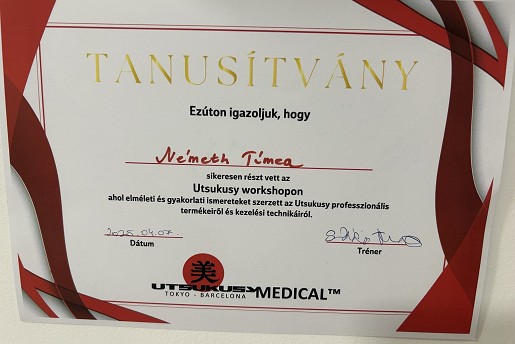 TANUSÍTVÁNY
Ezúton igazoljuk, hogy
Németh Tímea
sikeresen részt vett az
Utsukusy workshopon
ahol elméleti és gyakorlati ismereteket szerzett az Utsukusy professzionális
termékeiről és kezelési technikáiról.
2025.04.07.
Dátum
Tréner
美
UTSUKUSY MEDICAL™
TOKYO - BARCELONA